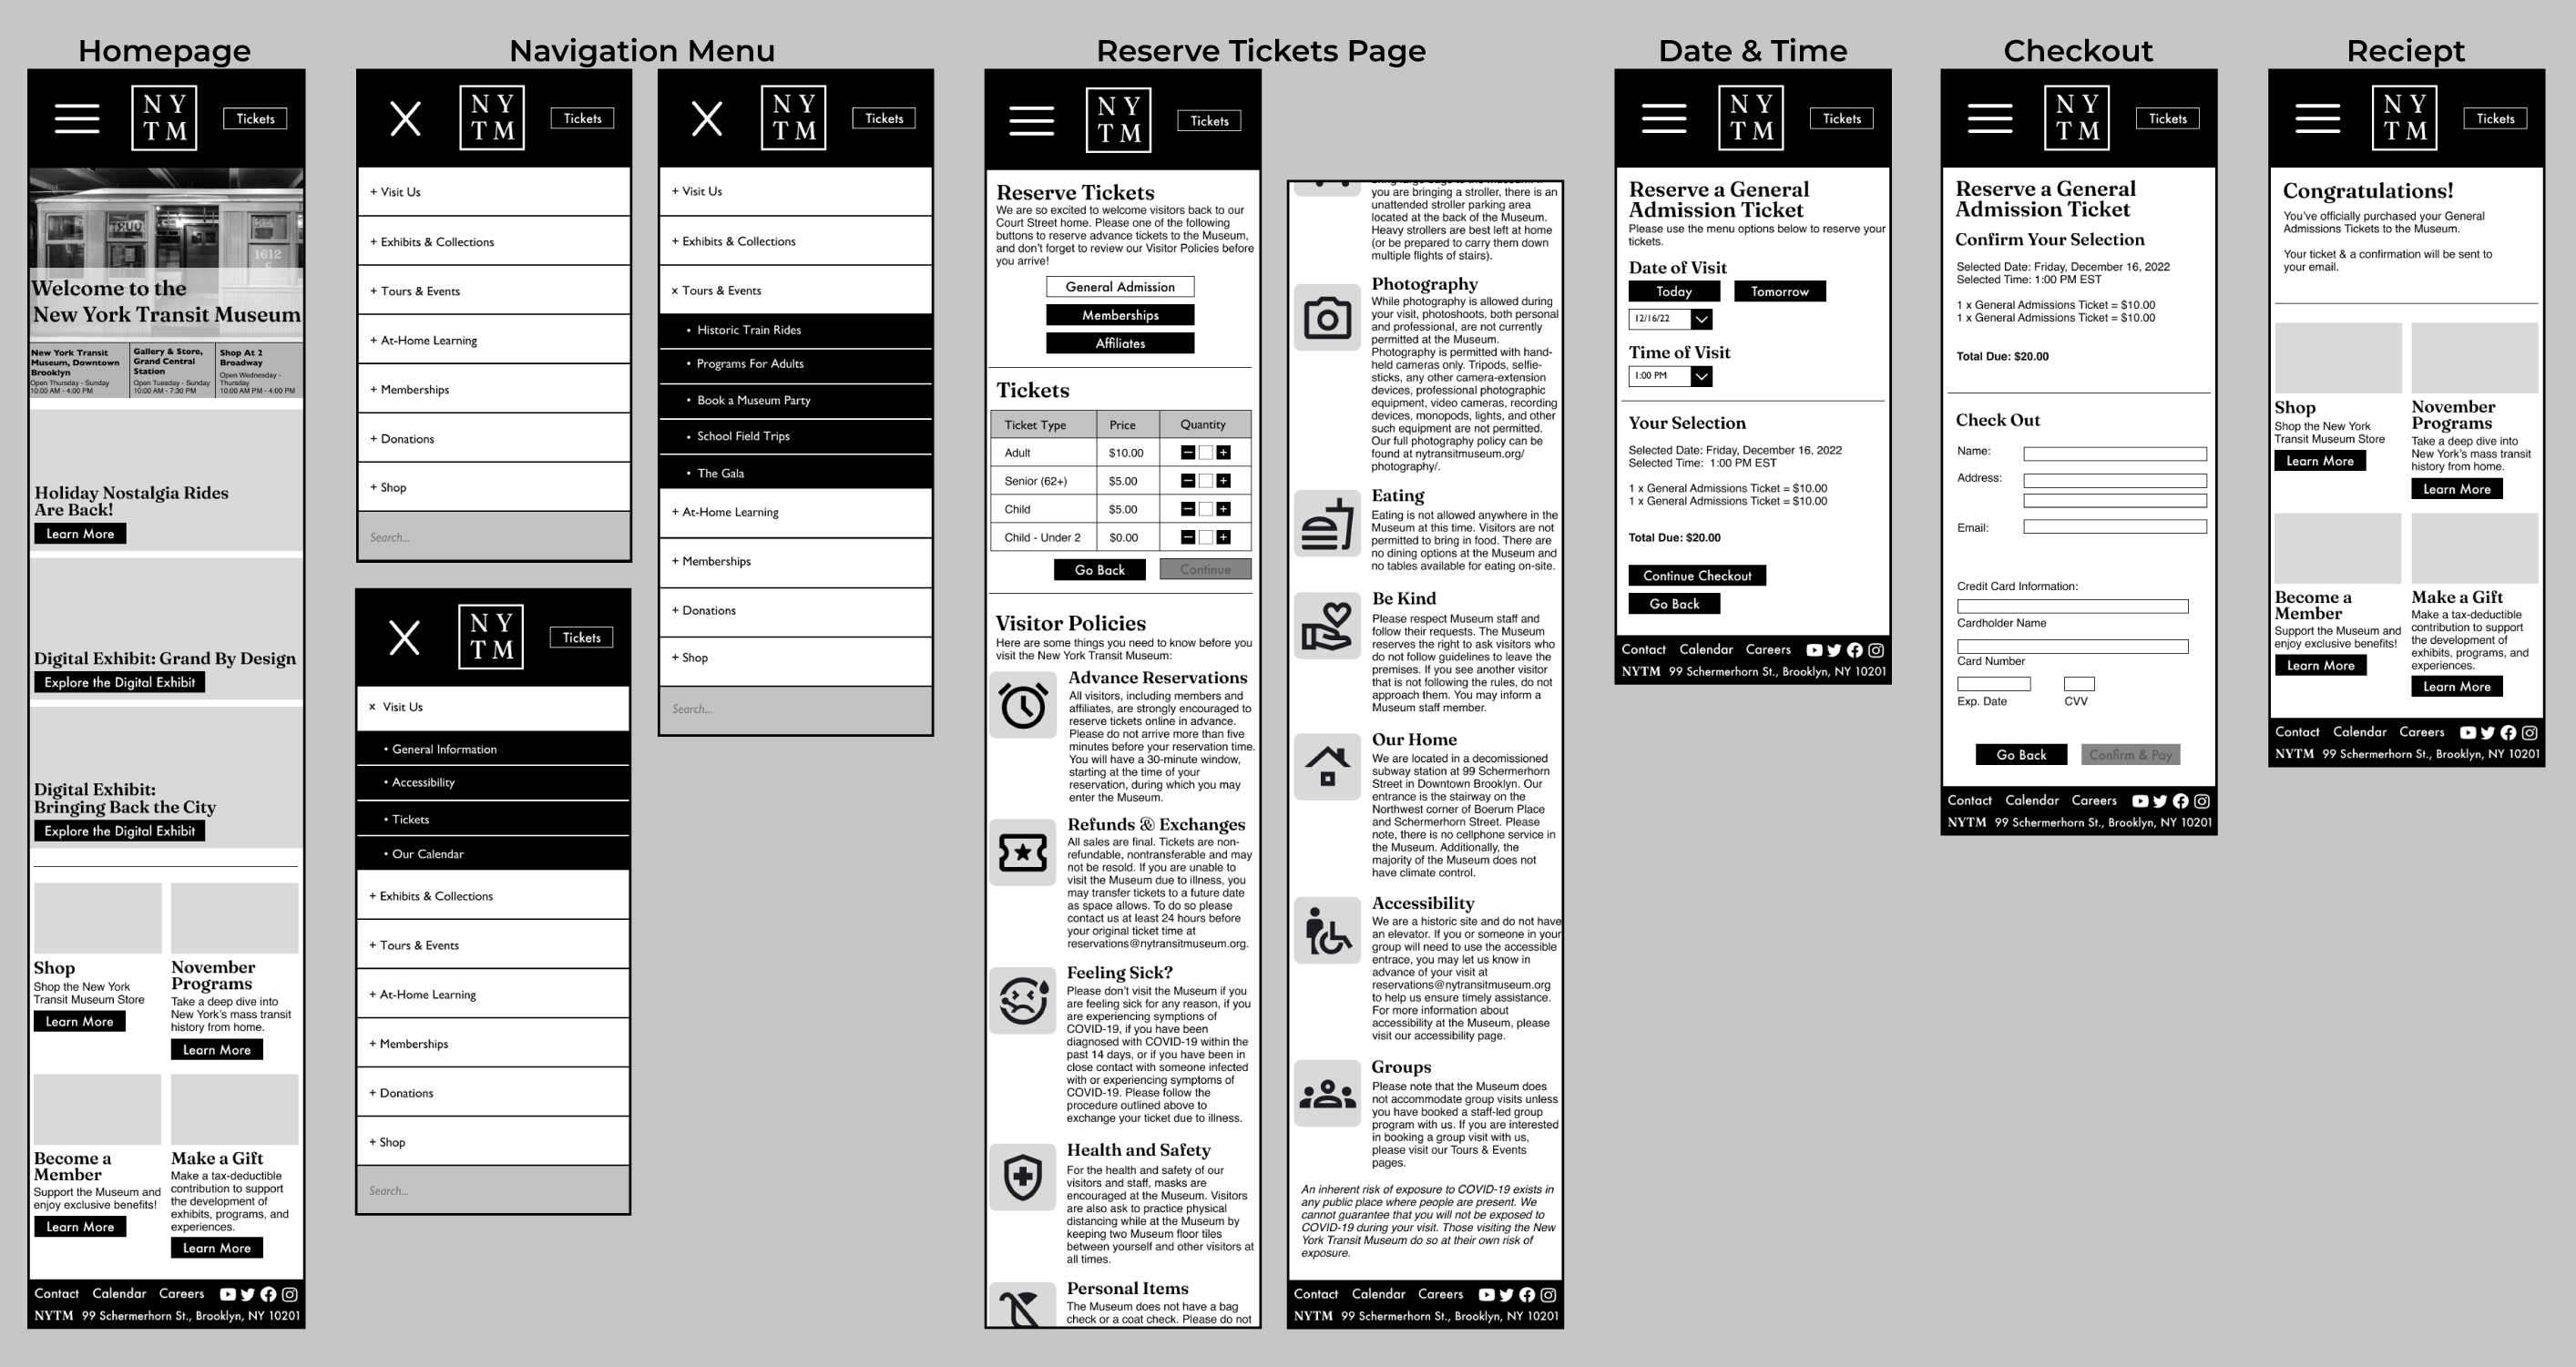 Homepage
N Y
T M
Tickets
TRUO
1612
Welcome to the
New York Transit Museum
New York Transit
Museum, Downtown
Brooklyn
Open Thursday - Sunday
10:00 AM - 4:00 PM
Gallery & Store,
Grand Central
Station
Open Tuesday - Sunday
10:00 AM - 7:30 PM
Shop At 2
Broadway
Open Wednesday -
Thursday
10:00 AM PM - 4:00 PM
Holiday Nostalgia Rides
Are Back!
Learn More
Digital Exhibit: Grand By Design
Explore the Digital Exhibit
Digital Exhibit:
Bringing Back the City
Explore the Digital Exhibit
Shop
Shop the New York
Transit Museum Store
Learn More
November
Programs
Take a deep dive into
New York's mass transit
history from home.
Learn More
Become a
Member
Support the Museum and
enjoy exclusive benefits!
Learn More
Make a Gift
Make a tax-deductible
contribution to support
the development of
exhibits, programs, and
experiences.
Learn More
Contact Calendar Careers
NYTM 99 Schermerhorn St., Brooklyn, NY 10201
Navigation Menu
N Y
T M
Tickets
+ Visit Us
+ Exhibits & Collections
+ Tours & Events
+ At-Home Learning
+ Memberships
+ Donations
+ Shop
Search...
N Y
T M
Tickets
x Visit Us
• General Information
• Accessibility
• Tickets
• Our Calendar
+ Exhibits & Collections
+ Tours & Events
+ At-Home Learning
+ Memberships
+ Donations
+ Shop
Search...
N Y
T M
Tickets
+ Visit Us
+ Exhibits & Collections
x Tours & Events
• Historic Train Rides
• Programs For Adults
• Book a Museum Party
• School Field Trips
• The Gala
+ At-Home Learning
+ Memberships
+ Donations
+ Shop
Search...
Reserve Tickets Page
N Y
T M
Tickets
Reserve Tickets
We are so excited to welcome visitors back to our
Court Street home. Please one of the following
buttons to reserve advance tickets to the Museum,
and don't forget to review our Visitor Policies before
you arrive!
General Admission
Memberships
Affiliates
Tickets
Ticket Type Price Quantity
Adult $10.00 − +
Senior (62+) $5.00 − +
Child $5.00 − +
Child - Under 2 $0.00 − +
Go Back Continue
Visitor Policies
Here are some things you need to know before you
visit the New York Transit Museum:
Advance Reservations
All visitors, including members and
affiliates, are strongly encouraged to
reserve tickets online in advance.
Please do not arrive more than five
minutes before your reservation time.
You will have a 30-minute window,
starting at the time of your
reservation, during which you may
enter the Museum.
Refunds & Exchanges
All sales are final. Tickets are non-
refundable, nontransferable and may
not be resold. If you are unable to
visit the Museum due to illness, you
may transfer tickets to a future date
as space allows. To do so please
contact us at least 24 hours before
your original ticket time at
reservations@nytransitmuseum.org.
Feeling Sick?
Please don't visit the Museum if you
are feeling sick for any reason, if you
are experiencing symptoms of
COVID-19, if you have been
diagnosed with COVID-19 within the
past 14 days, or if you have been in
close contact with someone infected
with or experiencing symptoms of
COVID-19. Please follow the
procedure outlined above to
exchange your ticket due to illness.
Health and Safety
For the health and safety of our
visitors and staff, masks are
encouraged at the Museum. Visitors
are also ask to practice physical
distancing while at the Museum by
keeping two Museum floor tiles
between yourself and other visitors at
all times.
Personal Items
The Museum does not have a bag
check or a coat check. Please do not
you are bringing a stroller, there is an
unattended stroller parking area
located at the back of the Museum.
Heavy strollers are best left at home
(or be prepared to carry them down
multiple flights of stairs).
Photography
While photography is allowed during
your visit, photoshoots, both personal
and professional, are not currently
permitted at the Museum.
Photography is permitted with hand-
held cameras only. Tripods, selfie-
sticks, any other camera-extension
devices, professional photographic
equipment, video cameras, recording
devices, monopods, lights, and other
such equipment are not permitted.
Our full photography policy can be
found at nytransitmuseum.org/
photography/.
Eating
Eating is not allowed anywhere in the
Museum at this time. Visitors are not
permitted to bring in food. There are
no dining options at the Museum and
no tables available for eating on-site.
Be Kind
Please respect Museum staff and
follow their requests. The Museum
reserves the right to ask visitors who
do not follow guidelines to leave the
premises. If you see another visitor
that is not following the rules, do not
approach them. You may inform a
Museum staff member.
Our Home
We are located in a decomissioned
subway station at 99 Schermerhorn
Street in Downtown Brooklyn. Our
entrance is the stairway on the
Northwest corner of Boerum Place
and Schermerhorn Street. Please
note, there is no cellphone service in
the Museum. Additionally, the
majority of the Museum does not
have climate control.
Accessibility
We are a historic site and do not have
an elevator. If you or someone in your
group will need to use the accessible
entrace, you may let us know in
advance of your visit at
reservations@nytransitmuseum.org
to help us ensure timely assistance.
For more information about
accessibility at the Museum, please
visit our accessibility page.
Groups
Please note that the Museum does
not accommodate group visits unless
you have booked a staff-led group
program with us. If you are interested
in booking a group visit with us,
please visit our Tours & Events
pages.
An inherent risk of exposure to COVID-19 exists in
any public place where people are present. We
cannot guarantee that you will not be exposed to
COVID-19 during your visit. Those visiting the New
York Transit Museum do so at their own risk of
exposure.
Contact Calendar Careers
NYTM 99 Schermerhorn St., Brooklyn, NY 10201
Date & Time
N Y
T M
Tickets
Reserve a General
Admission Ticket
Please use the menu options below to reserve your
tickets.
Date of Visit
Today Tomorrow
12/16/22
Time of Visit
1:00 PM
Your Selection
Selected Date: Friday, December 16, 2022
Selected Time: 1:00 PM EST
1 x General Admissions Ticket = $10.00
1 x General Admissions Ticket = $10.00
Total Due: $20.00
Continue Checkout
Go Back
Contact Calendar Careers
NYTM 99 Schermerhorn St., Brooklyn, NY 10201
Checkout
N Y
T M
Tickets
Reserve a General
Admission Ticket
Confirm Your Selection
Selected Date: Friday, December 16, 2022
Selected Time: 1:00 PM EST
1 x General Admissions Ticket = $10.00
1 x General Admissions Ticket = $10.00
Total Due: $20.00
Check Out
Name:
Address:
Email:
Credit Card Information:
Cardholder Name
Card Number
Exp. Date CVV
Go Back Confirm & Pay
Contact Calendar Careers
NYTM 99 Schermerhorn St., Brooklyn, NY 10201
Reciept
N Y
T M
Tickets
Congratulations!
You've officially purchased your General
Admissions Tickets to the Museum.
Your ticket & a confirmation will be sent to
your email.
Shop
Shop the New York
Transit Museum Store
Learn More
November
Programs
Take a deep dive into
New York's mass transit
history from home.
Learn More
Become a
Member
Support the Museum and
enjoy exclusive benefits!
Learn More
Make a Gift
Make a tax-deductible
contribution to support
the development of
exhibits, programs, and
experiences.
Learn More
Contact Calendar Careers
NYTM 99 Schermerhorn St., Brooklyn, NY 10201